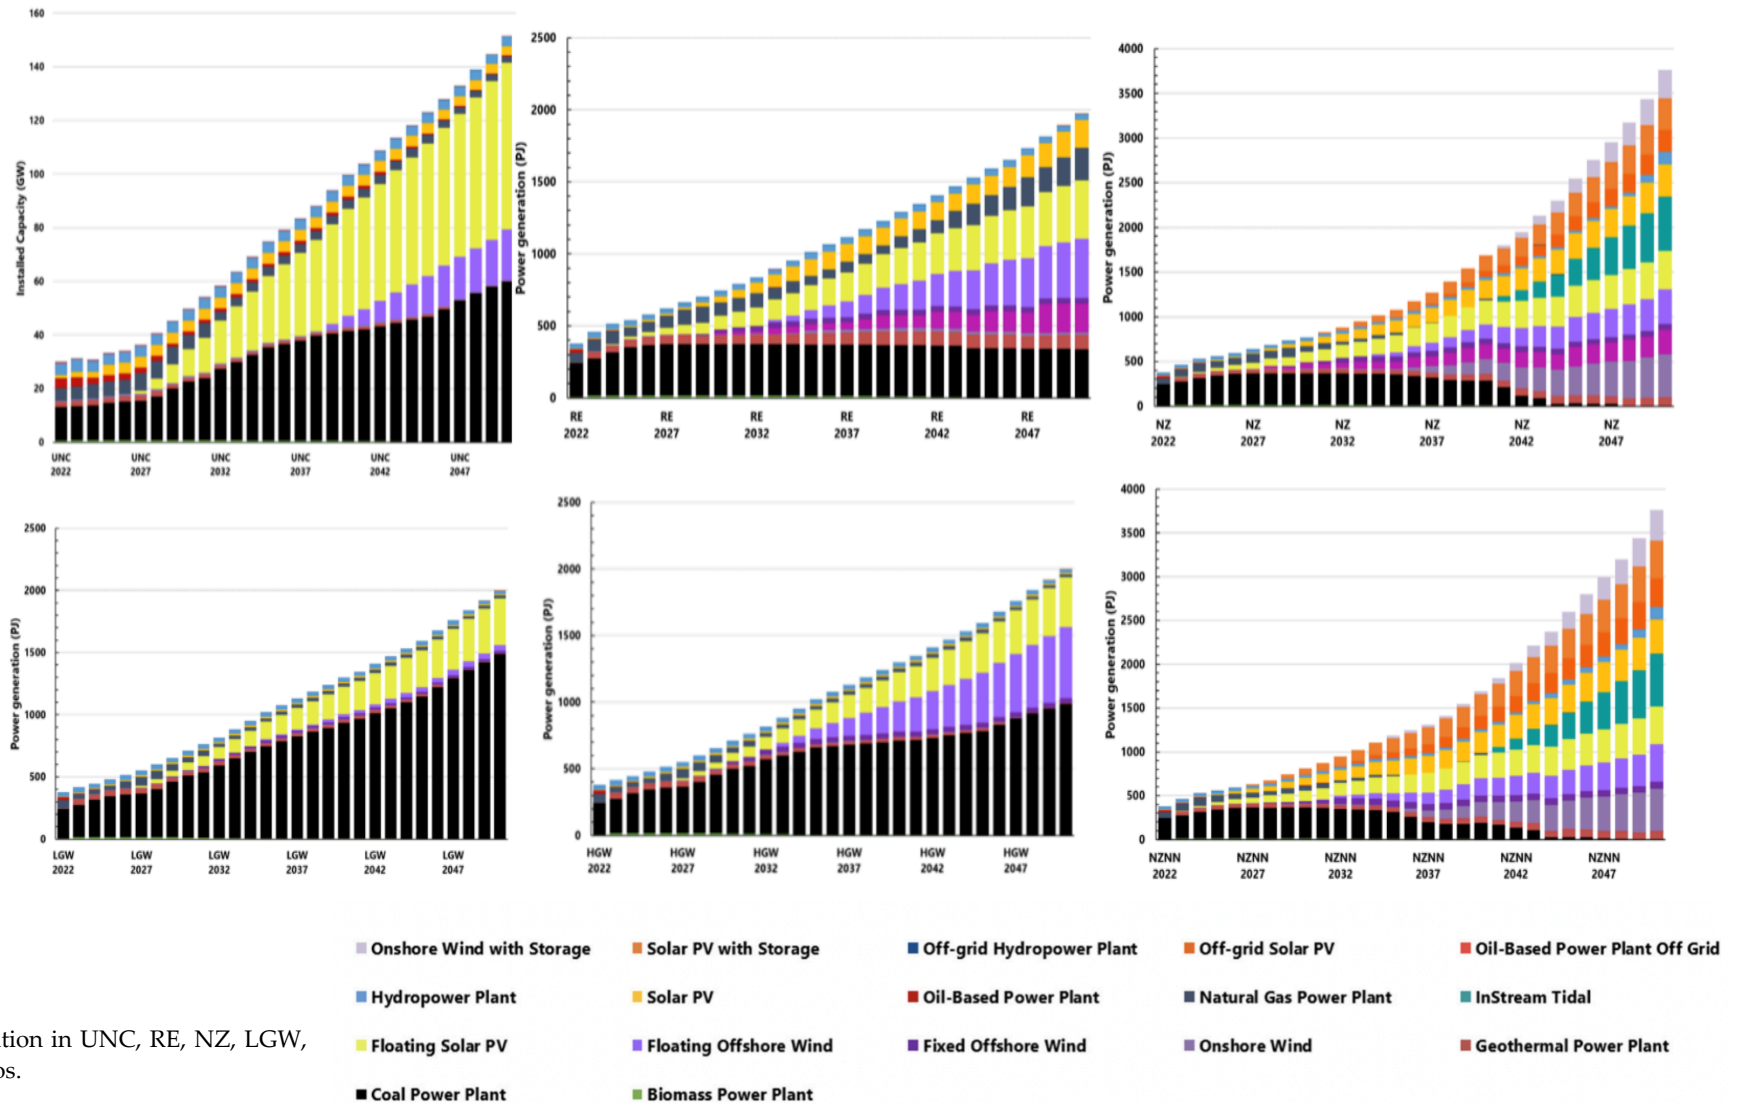 160
140
120
100
80
60
40
20
0
Installed Capacity (GW)
UNC UNC UNC UNC UNC UNC
2022 2027 2032 2037 2042 2047
2500
2000
1500
1000
500
0
Power generation (PJ)
RE RE RE RE RE RE
2022 2027 2032 2037 2042 2047
4000
3500
3000
2500
2000
1500
1000
500
0
Power generation (PJ)
NZ NZ NZ NZ NZ NZ
2022 2027 2032 2037 2042 2047
2500
2000
1500
1000
500
0
Power generation (PJ)
LGW LGW LGW LGW LGW LGW
2022 2027 2032 2037 2042 2047
2500
2000
1500
1000
500
0
Power generation (PJ)
HGW HGW HGW HGW HGW HGW
2022 2027 2032 2037 2042 2047
4000
3500
3000
2500
2000
1500
1000
500
0
Power generation (PJ)
NZNN NZNN NZNN NZNN NZNN NZNN
2022 2027 2032 2037 2042 2047
Onshore Wind with Storage Solar PV with Storage Off-grid Hydropower Plant Off-grid Solar PV Oil-Based Power Plant Off Grid
Hydropower Plant Solar PV Oil-Based Power Plant Natural Gas Power Plant InStream Tidal
Floating Solar PV Floating Offshore Wind Fixed Offshore Wind Onshore Wind Geothermal Power Plant
Coal Power Plant Biomass Power Plant
tion in UNC, RE, NZ, LGW,
os.